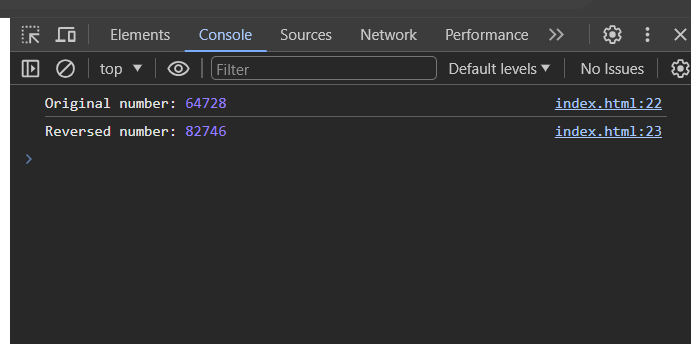 Elements Console Sources Network Performance
top Filter Default levels No Issues
Original number: 64728 index.html:22
Reversed number: 82746 index.html:23